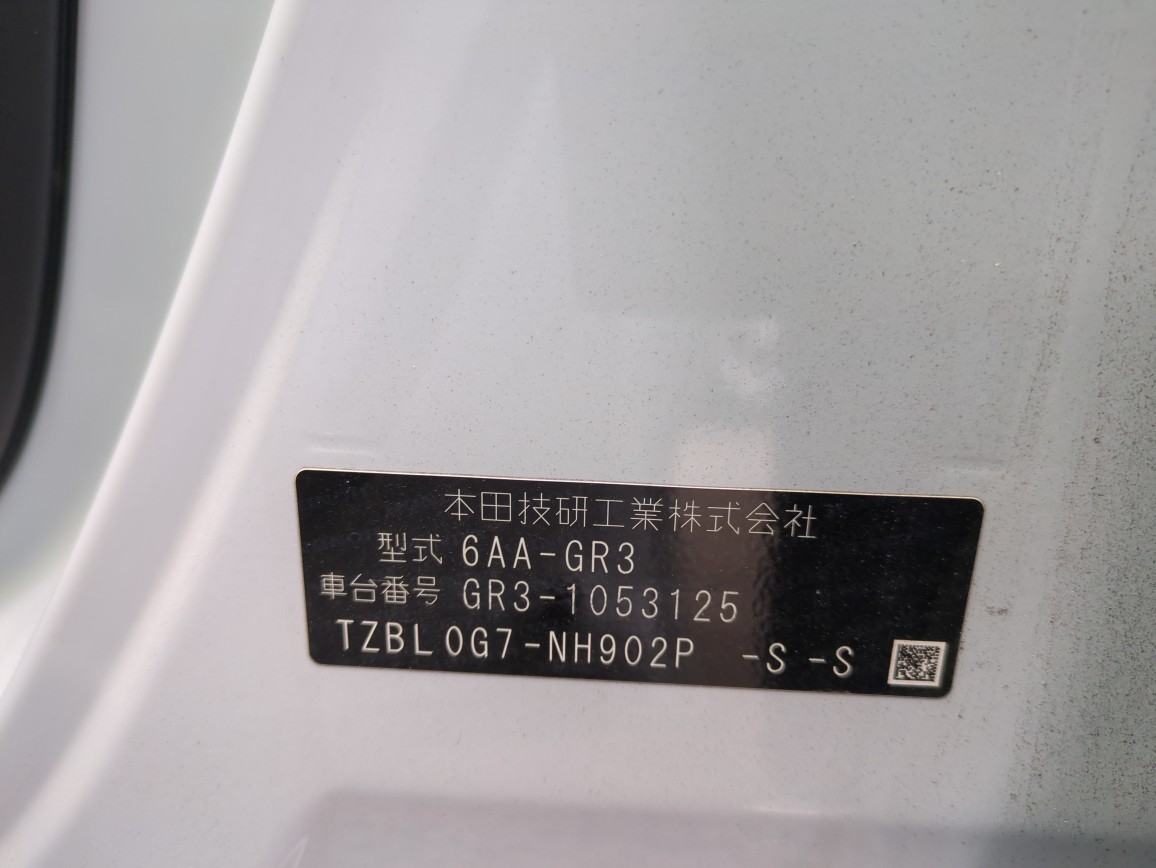 本田技研工業株式会社
型式 6AA-GR3
車台番号 GR3-1053125
TZBL0G7-NH902P -S -S